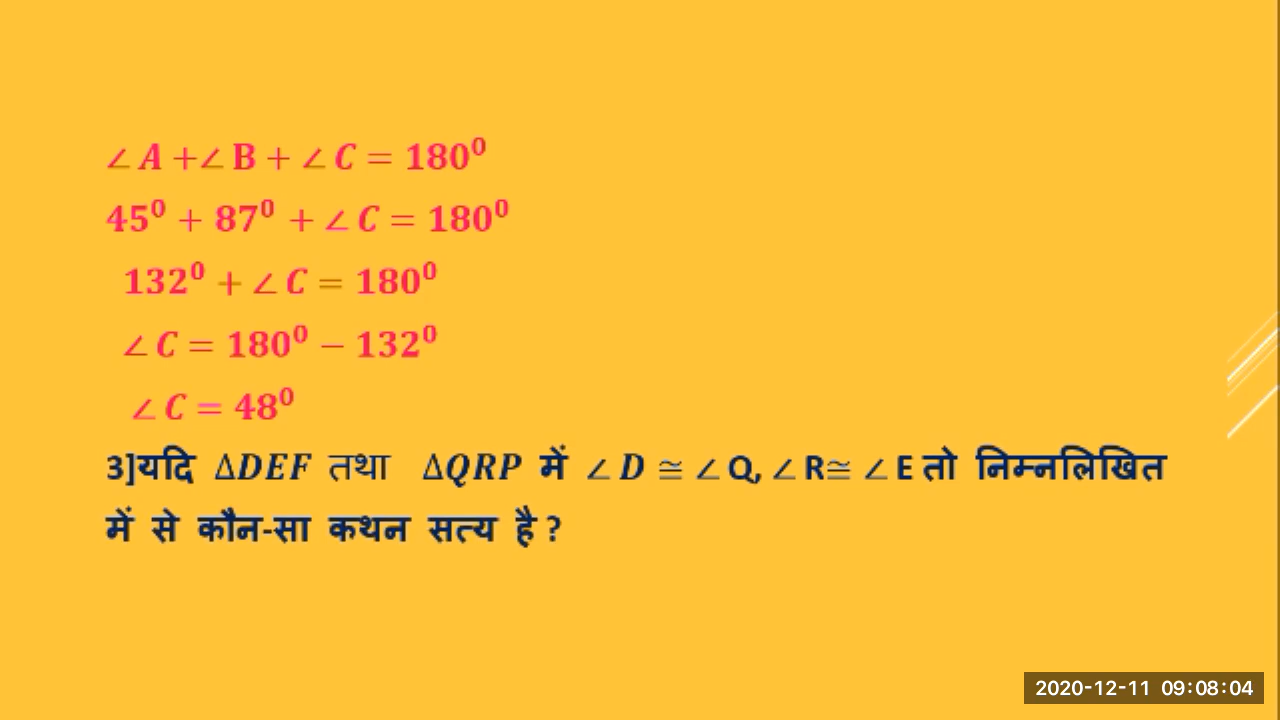 ∠A +∠B + ∠C = 180⁰
45⁰ + 87⁰ + ∠C = 180⁰
132⁰ + ∠C = 180⁰
∠C = 180⁰ − 132⁰
∠C = 48⁰
3]यदि ΔDEF तथा ΔQRP में ∠D ≅ ∠Q, ∠R≅ ∠E तो निम्नलिखित
में से कौन-सा कथन सत्य है ?
2020-12-11 09:08:04